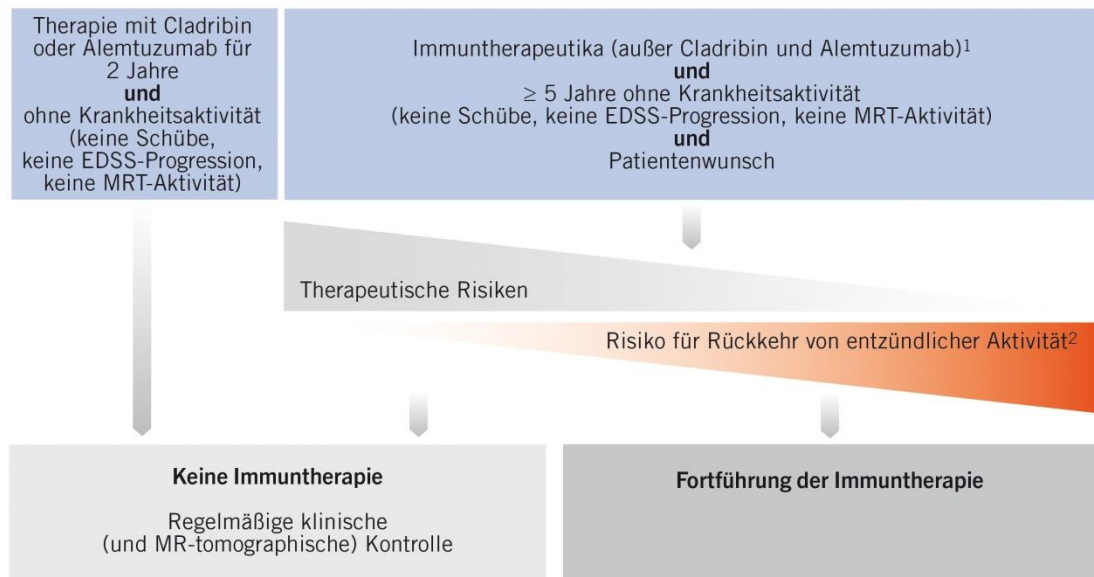 Therapie mit Cladribin
oder Alemtuzumab für
2 Jahre
und
ohne Krankheitsaktivität
(keine Schübe,
keine EDSS-Progression,
keine MRT-Aktivität)
Immuntherapeutika (außer Cladribin und Alemtuzumab)¹
und
≥ 5 Jahre ohne Krankheitsaktivität
(keine Schübe, keine EDSS-Progression, keine MRT-Aktivität)
und
Patientenwunsch
Therapeutische Risiken
Risiko für Rückkehr von entzündlicher Aktivität²
Keine Immuntherapie
Regelmäßige klinische
(und MR-tomographische) Kontrolle
Fortführung der Immuntherapie